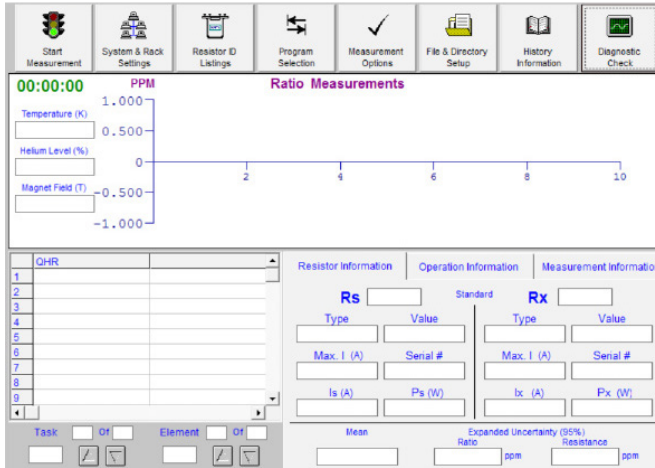 Start Measurement
System & Rack Settings
Resistor ID Listings
Program Selection
Measurement Options
File & Directory Setup
History Information
Diagnostic Check
00:00:00
PPM
Ratio Measurements
Temperature (K)
Helium Level (%)
Magnet Field (T)
1.000
0.500
0
-0.500
-1.000
2 4 6 8 10
QHR
1
2
3
4
5
6
7
8
9
Task Of Element Of
Resistor Information Operation Information Measurement Informatio
Rs Standard Rx
Type Value Type Value
Max. I (A) Serial # Max. I (A) Serial #
Is (A) Ps (W) Ix (A) Px (W)
Mean Expanded Uncertainty (95%)
Ratio Resistance
ppm ppm